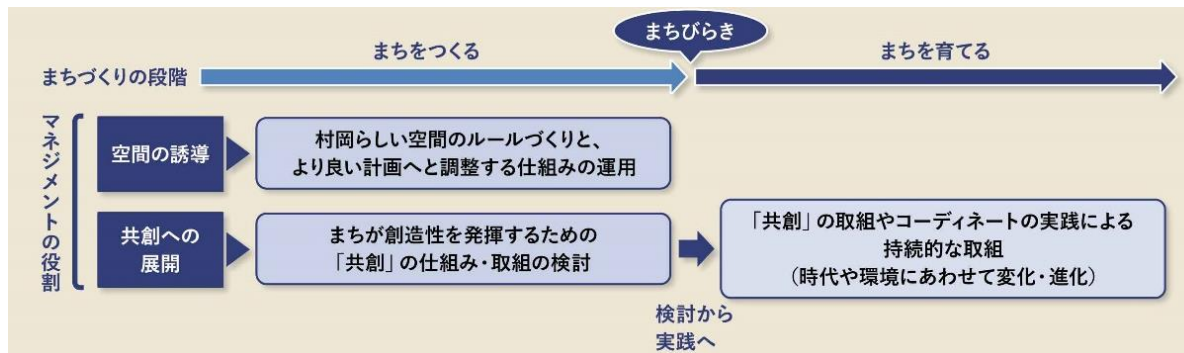 まちびらき
まちをつくる
まちを育てる
まちづくりの段階
マネジメントの役割
空間の誘導
村岡らしい空間のルールづくりと、
より良い計画へと調整する仕組みの運用
共創への
展開
まちが創造性を発揮するための
「共創」の仕組み・取組の検討
「共創」の取組やコーディネートの実践による
持続的な取組
（時代や環境にあわせて変化・進化）
検討から
実践へ